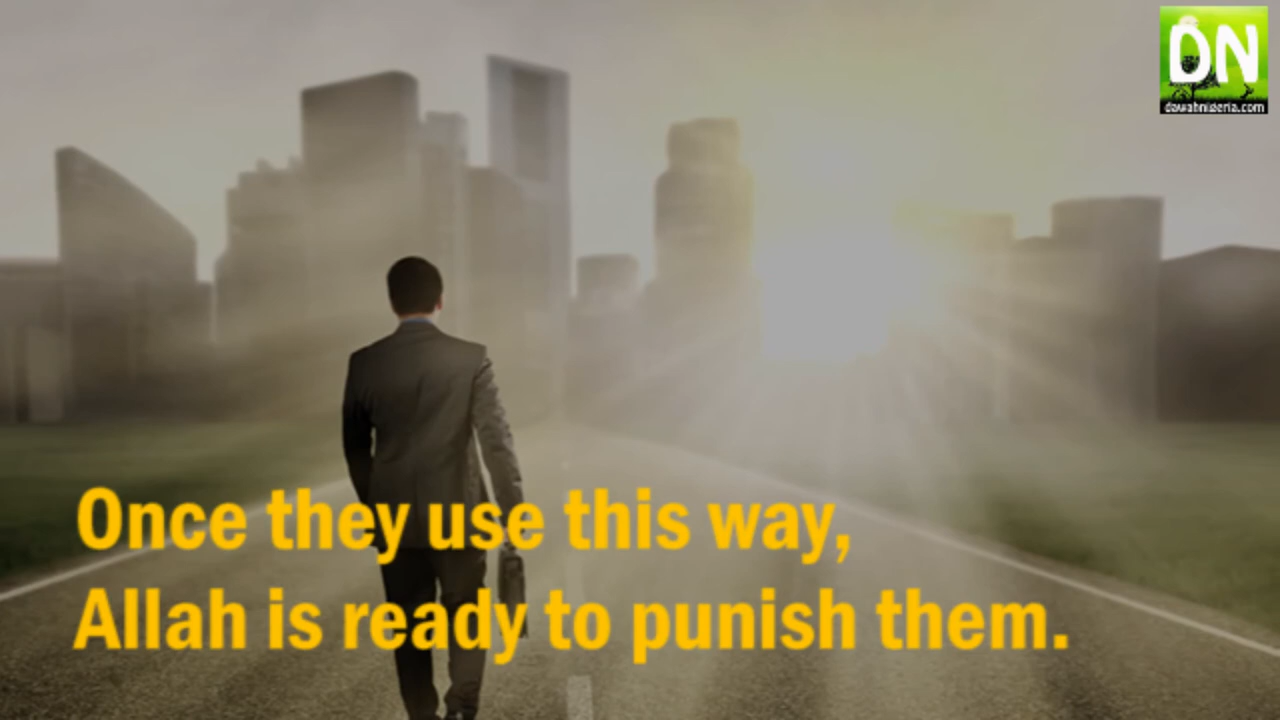 DN
dawahnigeria.com
Once they use this way,
Allah is ready to punish them.